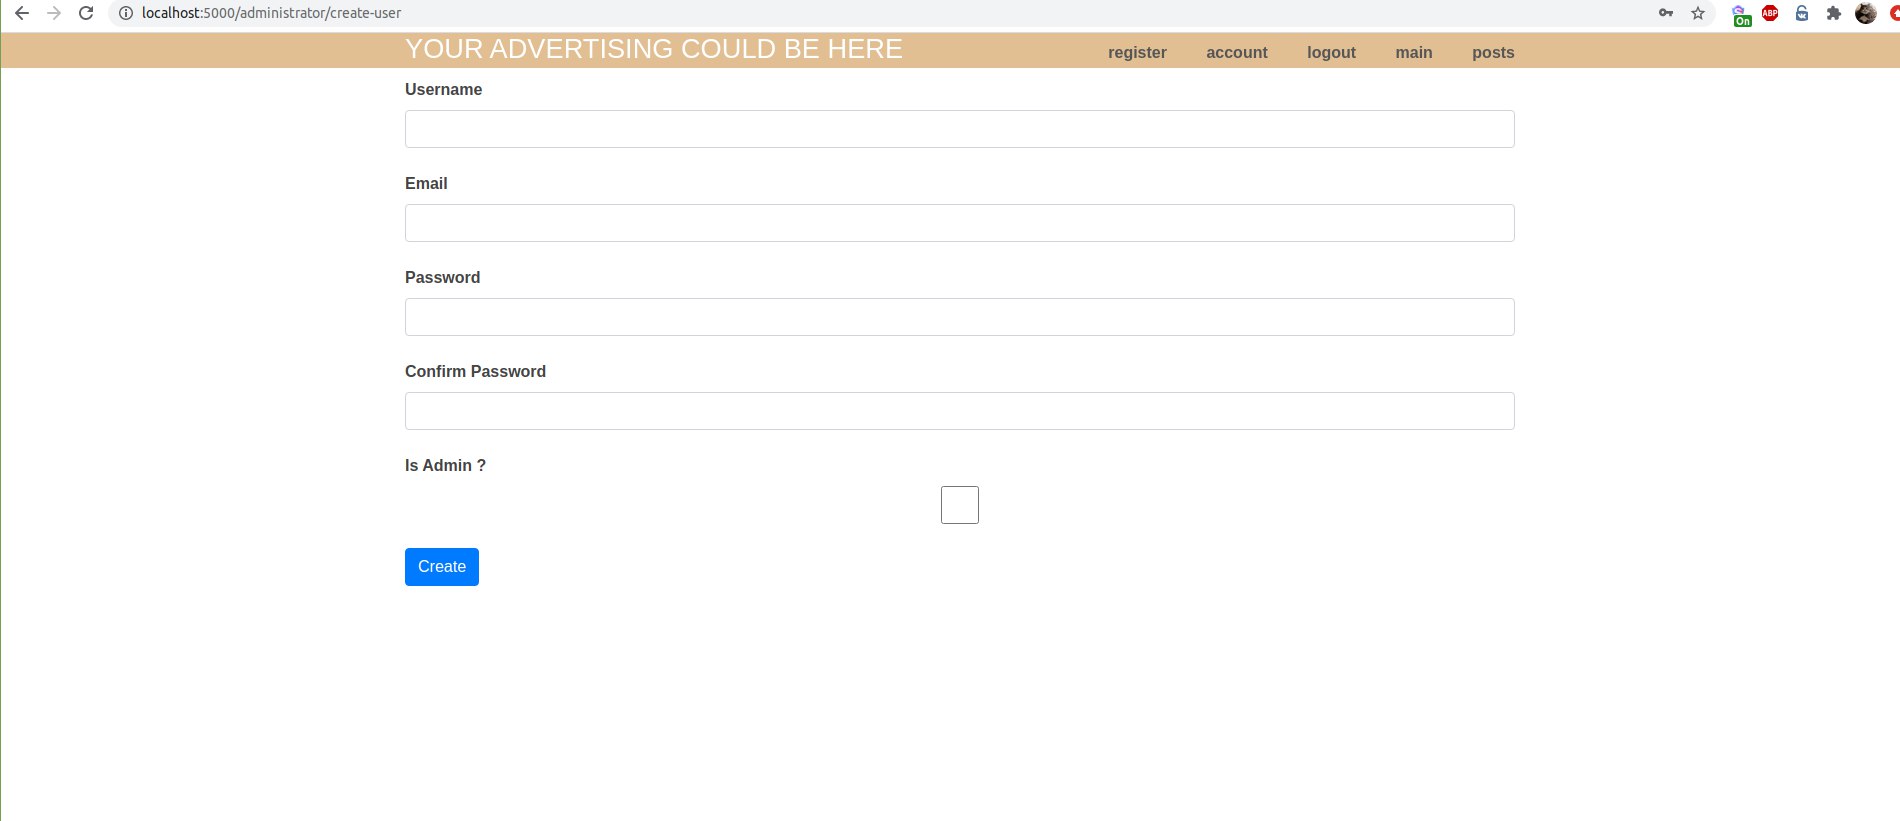 localhost:5000/administrator/create-user
On
ABP
YOUR ADVERTISING COULD BE HERE
register account logout main posts
Username
Email
Password
Confirm Password
Is Admin ?
Create